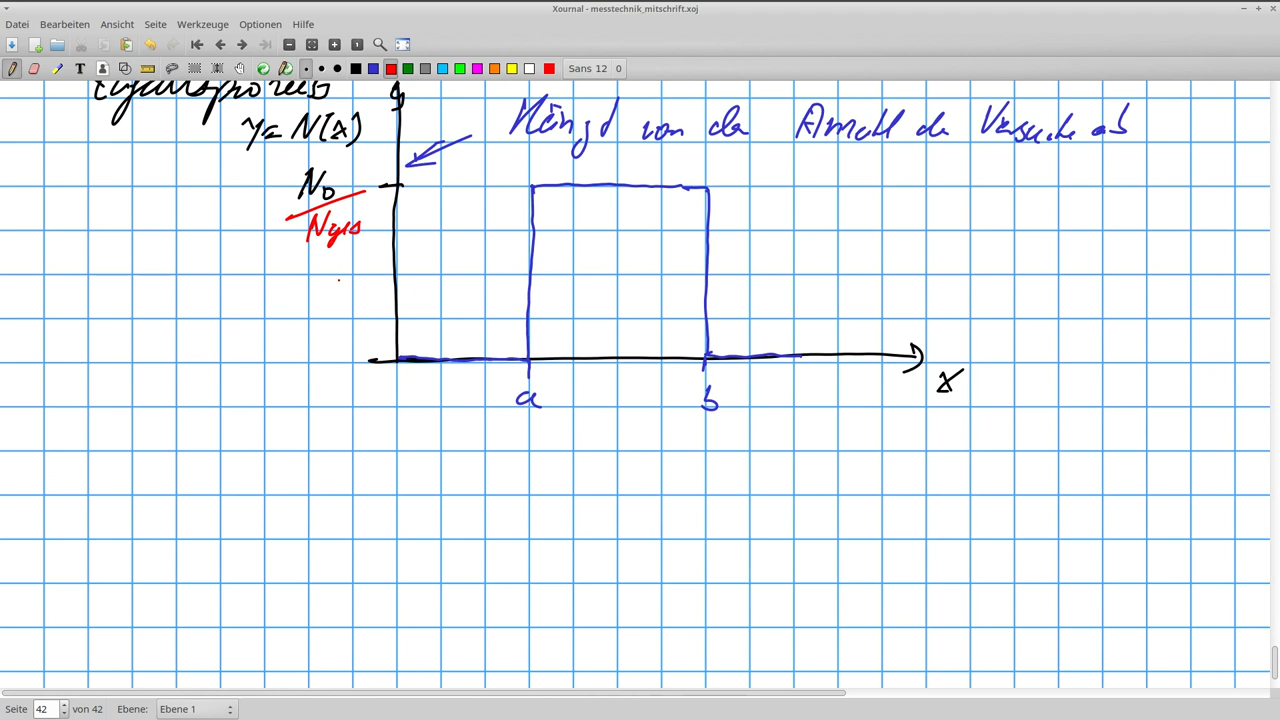 Xournal - messtechnik_mitschrift.xoj
Datei Bearbeiten Ansicht Seite Werkzeuge Optionen Hilfe
Sans 12 0
y = N(A)
Hängt von der Anzahl der Versuche ab
N0
Nges
a
b
x
Seite 42 von 42 Ebene: Ebene 1